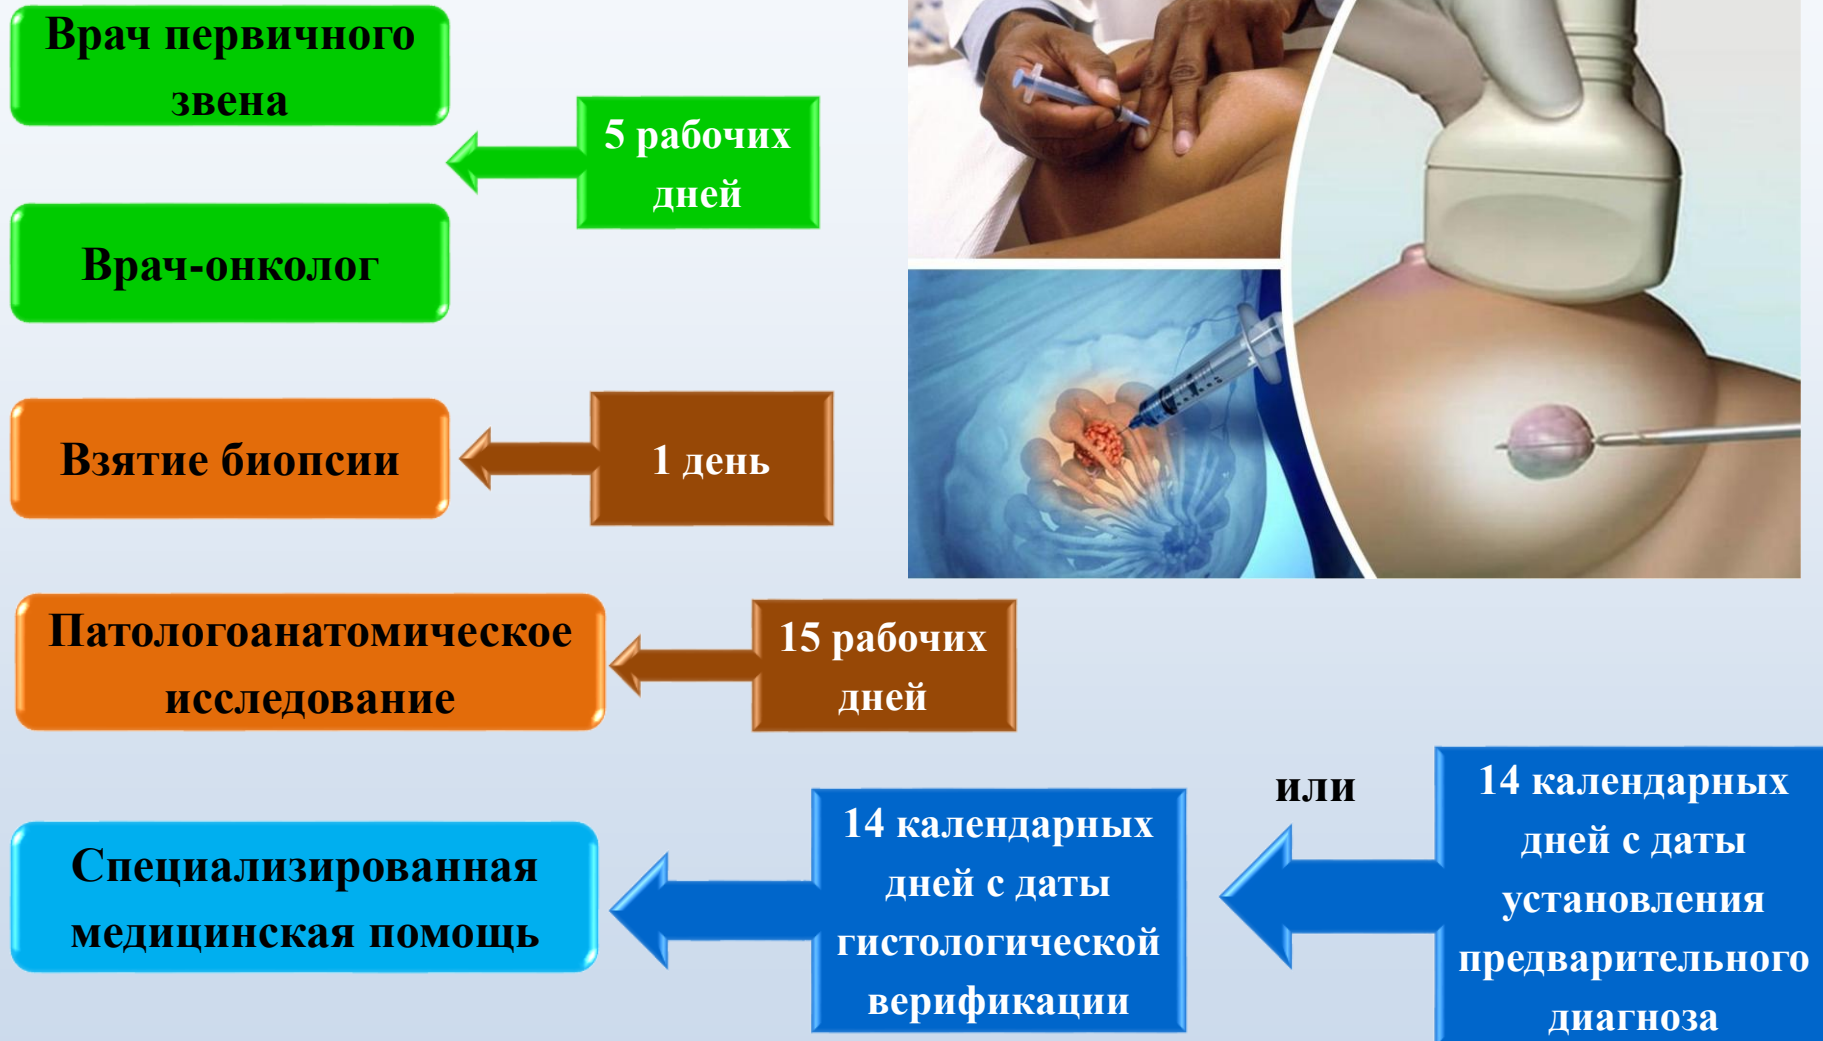 Врач первичного
звена
5 рабочих
дней
Врач-онколог
Взятие биопсии
1 день
Патологоанатомическое
исследование
15 рабочих
дней
Специализированная
медицинская помощь
14 календарных
дней с даты
гистологической
верификации
или
14 календарных
дней с даты
установления
предварительного
диагноза